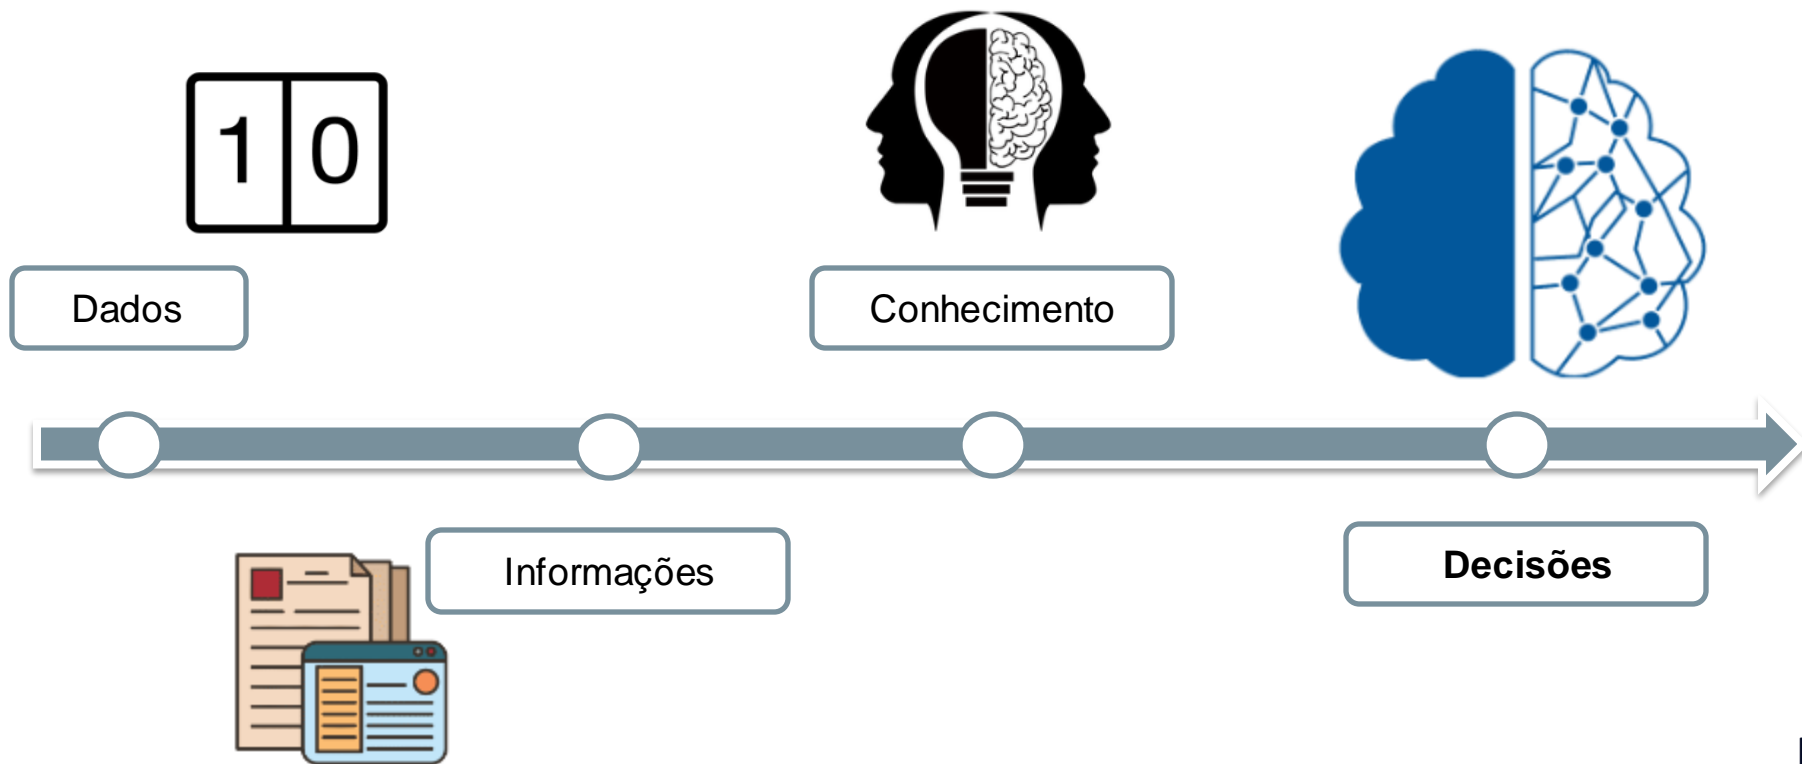 1 0
Dados
Conhecimento
Informações
Decisões